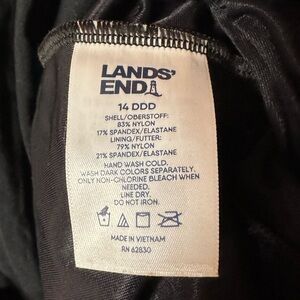 LANDS'
END
14 DDD
SHELL/OBERSTOFF:
83% NYLON
17% SPANDEX/ELASTANE
LINING/FUTTER:
79% NYLON
21% SPANDEX/ELASTANE
HAND WASH COLD.
WASH DARK COLORS SEPARATELY.
ONLY NON-CHLORINE BLEACH WHEN
NEEDED.
LINE DRY.
DO NOT IRON.
MADE IN VIETNAM
RN 62830